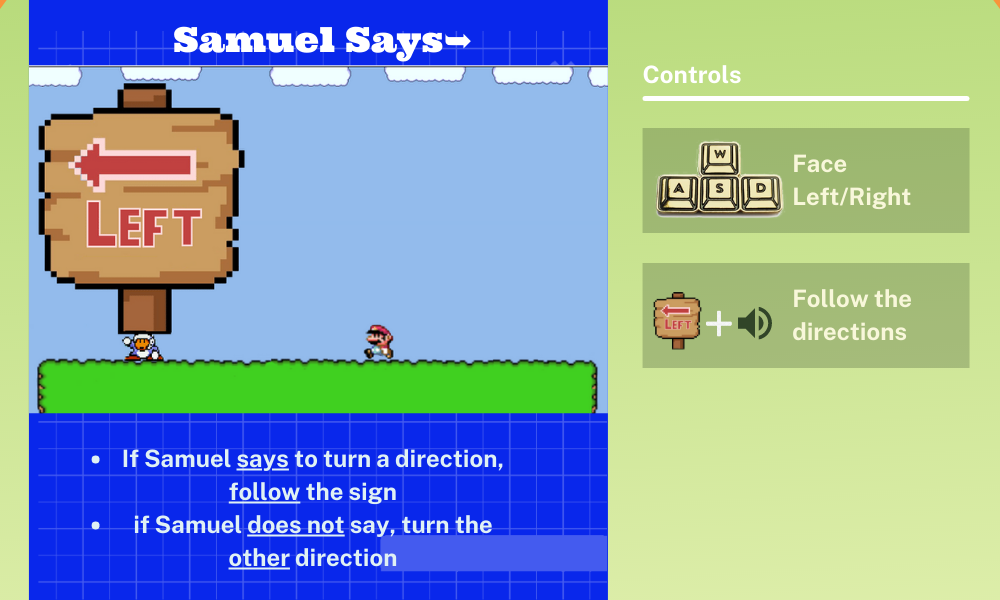 Samuel Says➥
LEFT
• If Samuel says to turn a direction,
follow the sign
• if Samuel does not say, turn the
other direction
Controls
W
A S D
Face
Left/Right
LEFT
Follow the
directions